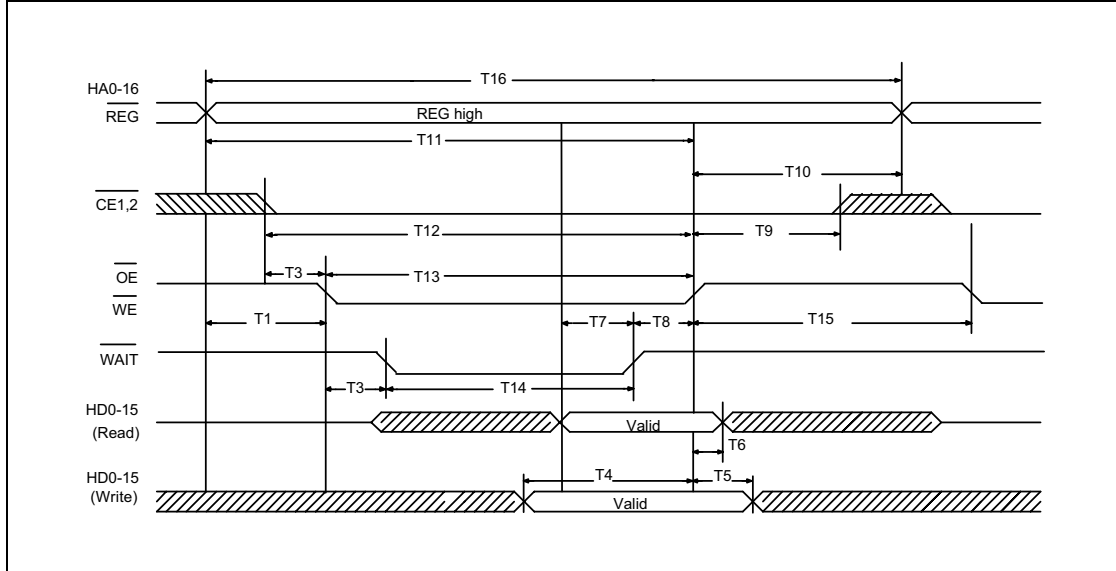 T16
HA0-16
REG
REG high
T11
T10
CE1,2
T12
T9
OE
T3
T13
WE
T1
T7
T8
T15
WAIT
T3
T14
HD0-15
(Read)
Valid
T6
HD0-15
(Write)
T4
T5
Valid